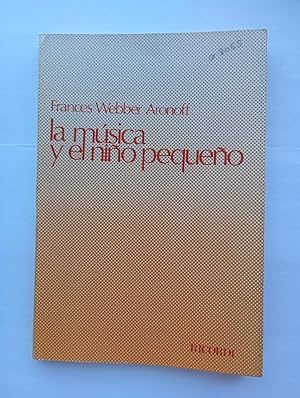 Frances Webber Aronoff
la música
y el niño pequeño
RICORDI